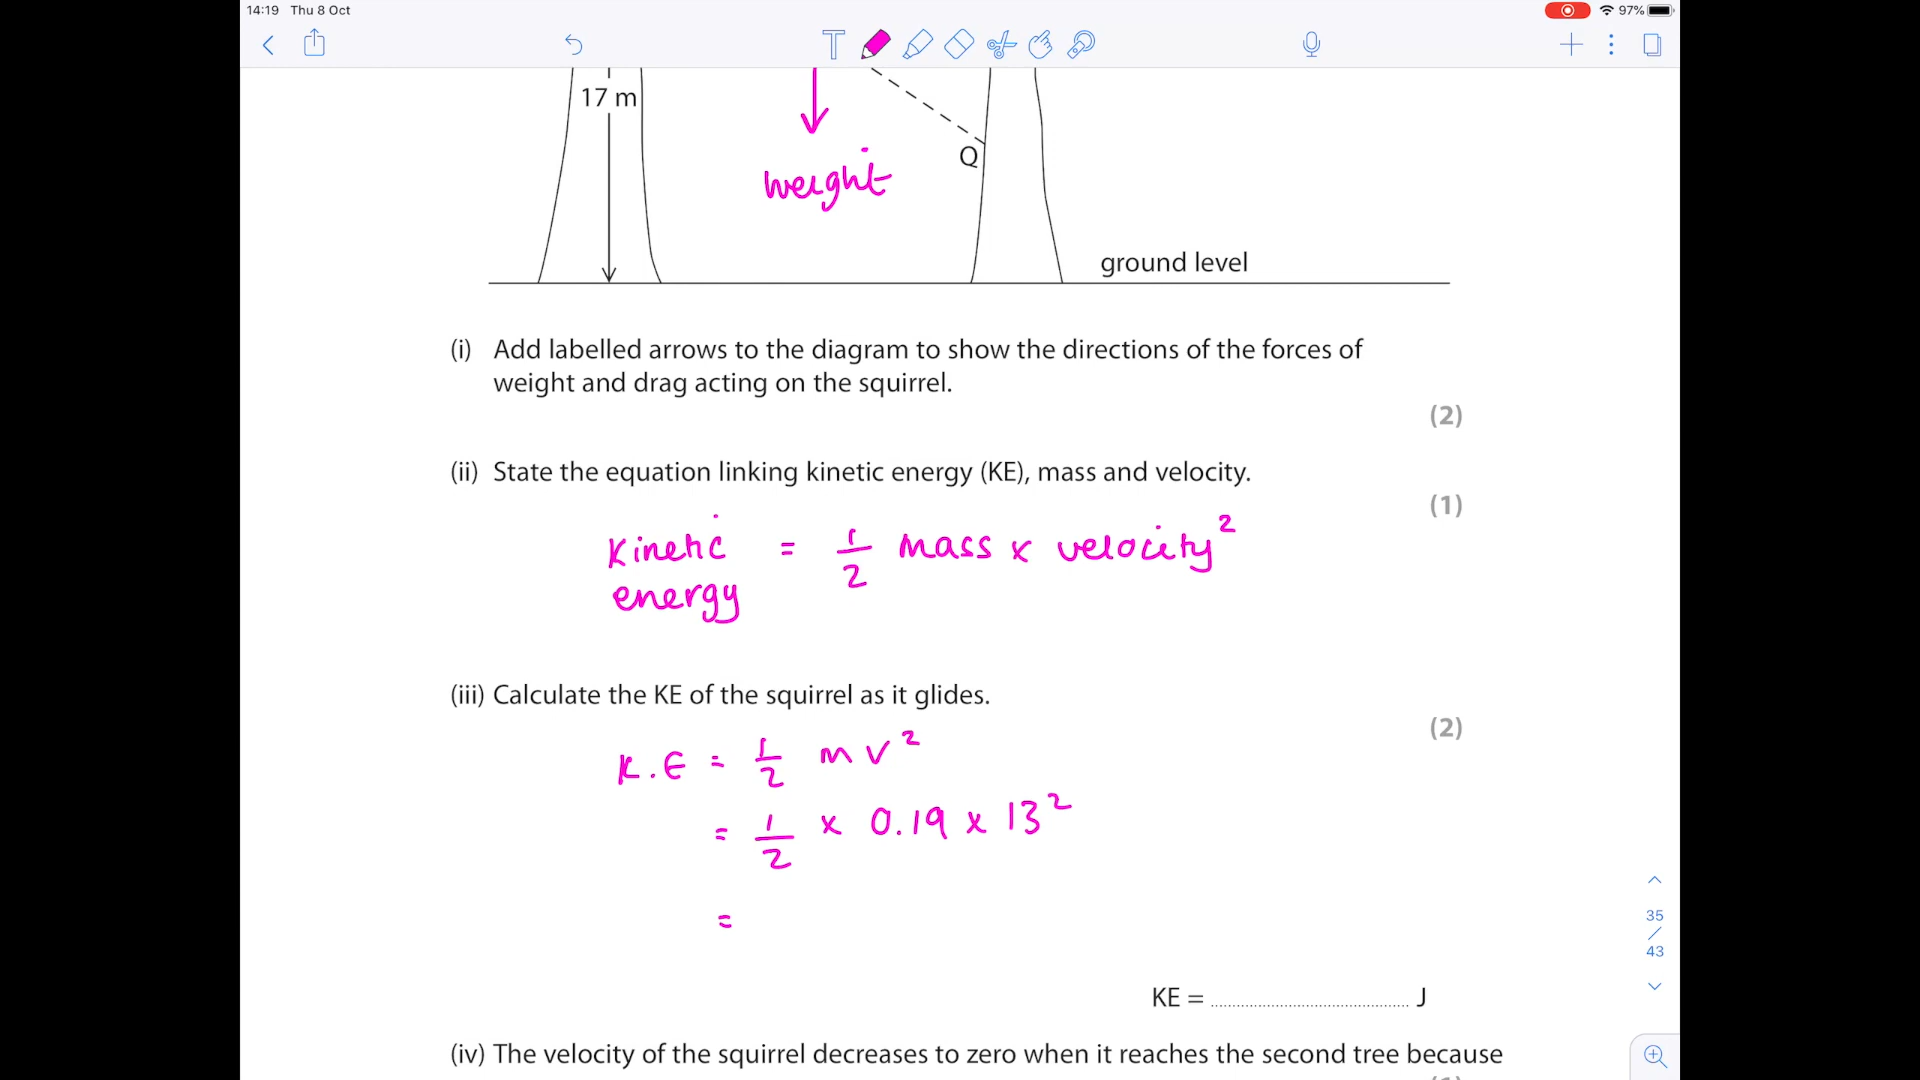 14:19 Thu 8 Oct
97%
T
17 m
Q
weight
ground level
(i) Add labelled arrows to the diagram to show the directions of the forces of
weight and drag acting on the squirrel.
(2)
(ii) State the equation linking kinetic energy (KE), mass and velocity.
(1)
Kinetic energy = 1/2 mass x velocity²
(iii) Calculate the KE of the squirrel as it glides.
(2)
K.E = 1/2 m v²
= 1/2 x 0.19 x 13²
=
35
/
43
KE = ........................................ J
(iv) The velocity of the squirrel decreases to zero when it reaches the second tree because